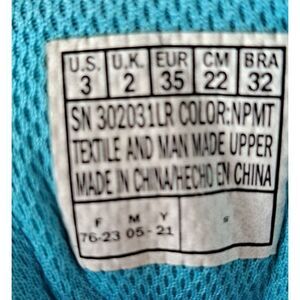 U.S. U.K. EUR CM BRA
3 2 35 22 32
SN 302031LR COLOR:NPMT
TEXTILE AND MAN MADE UPPER
MADE IN CHINA/HECHO EN CHINA
F M Y s
76-23 05-21